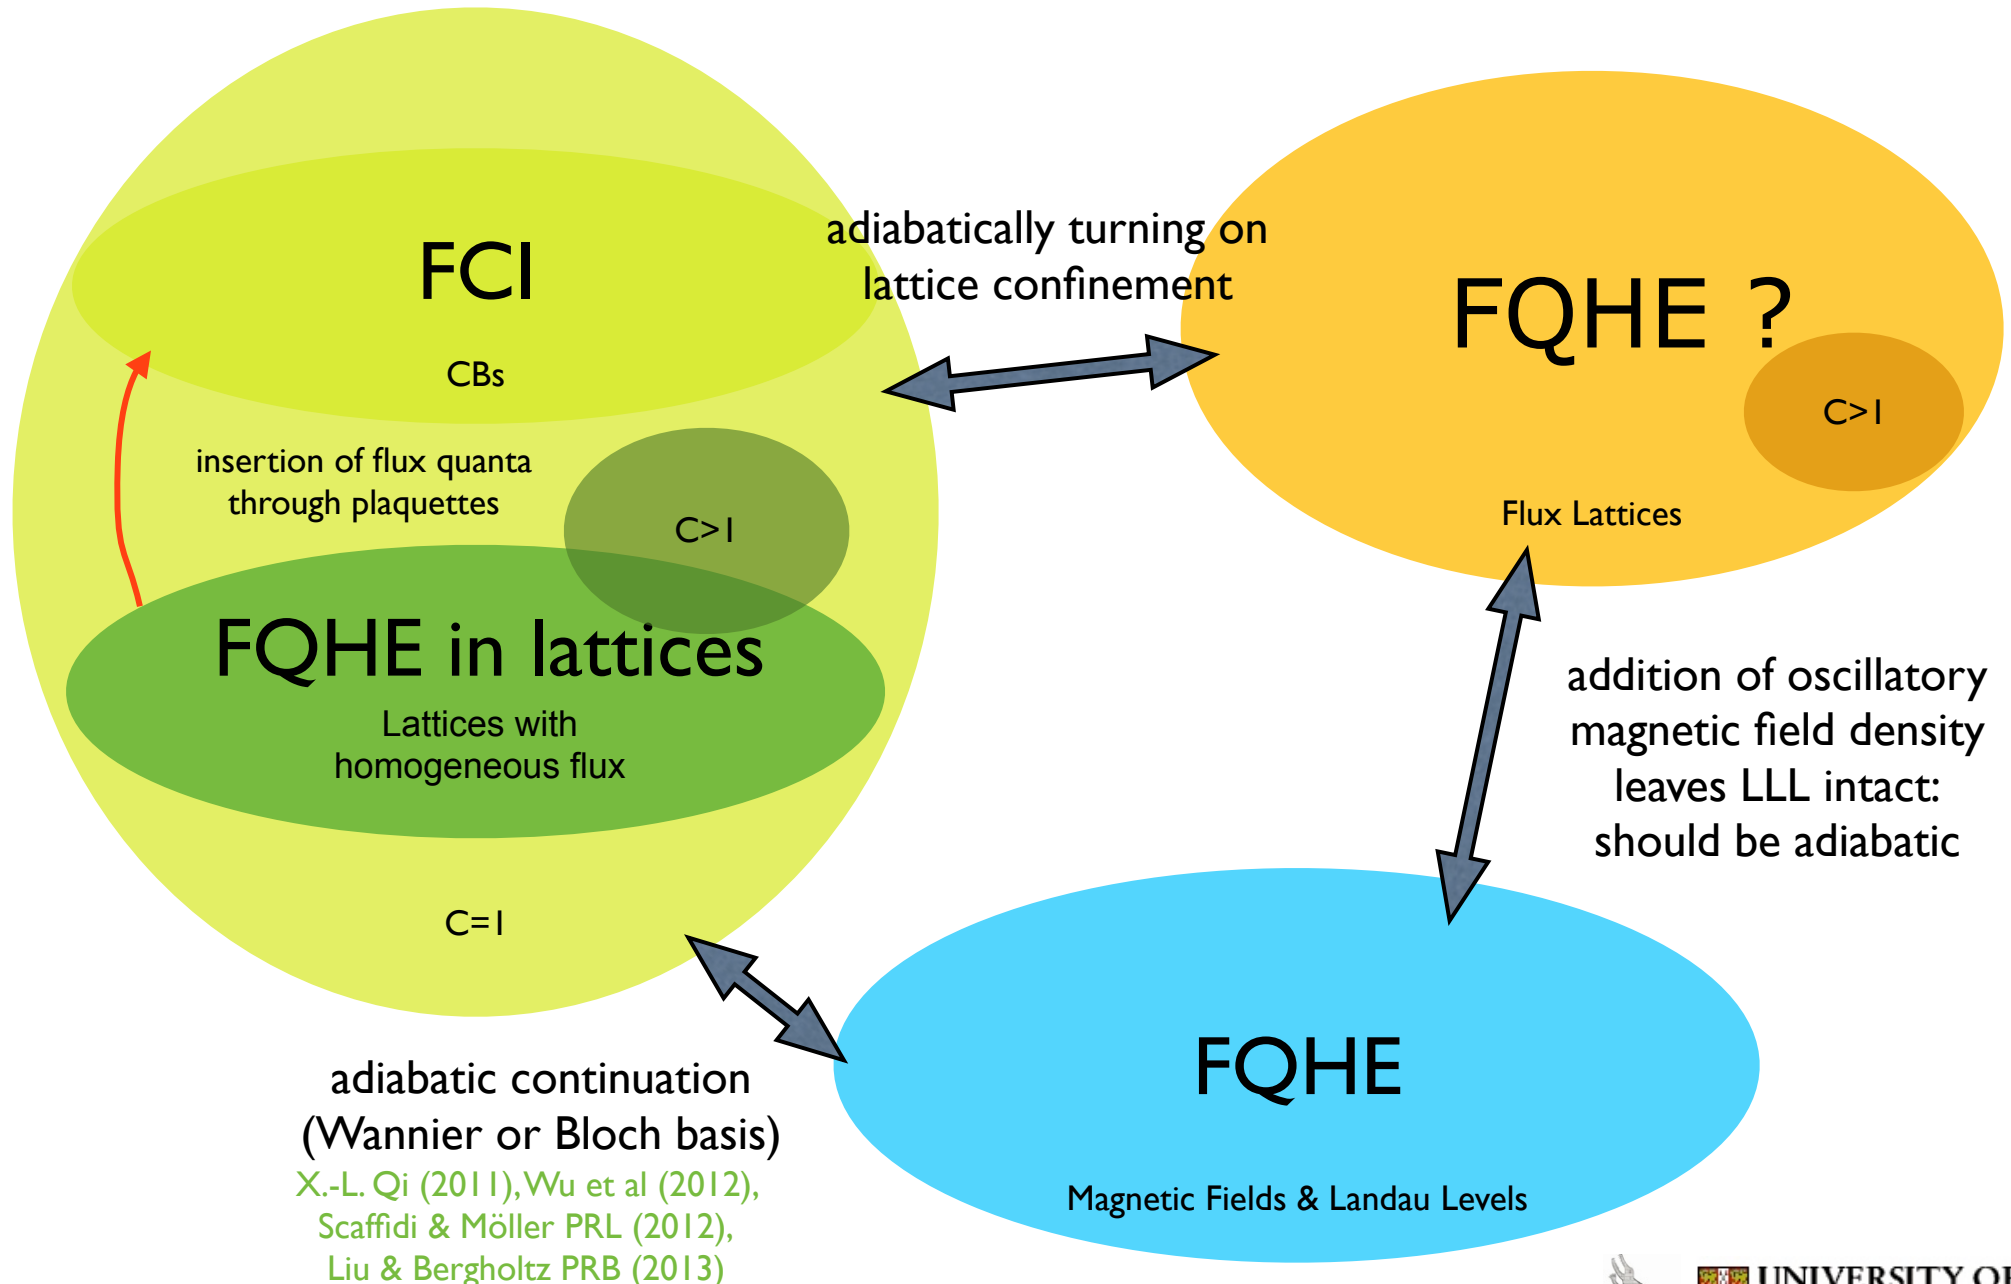 FCI
CBs
insertion of flux quanta
through plaquettes
C>1
FQHE in lattices
Lattices with
homogeneous flux
C=1
adiabatically turning on
lattice confinement
FQHE ?
C>1
Flux Lattices
addition of oscillatory
magnetic field density
leaves LLL intact:
should be adiabatic
adiabatic continuation
(Wannier or Bloch basis)
X.-L. Qi (2011), Wu et al (2012),
Scaffidi & Möller PRL (2012),
Liu & Bergholtz PRB (2013)
FQHE
Magnetic Fields & Landau Levels
UNIVERSITY OF